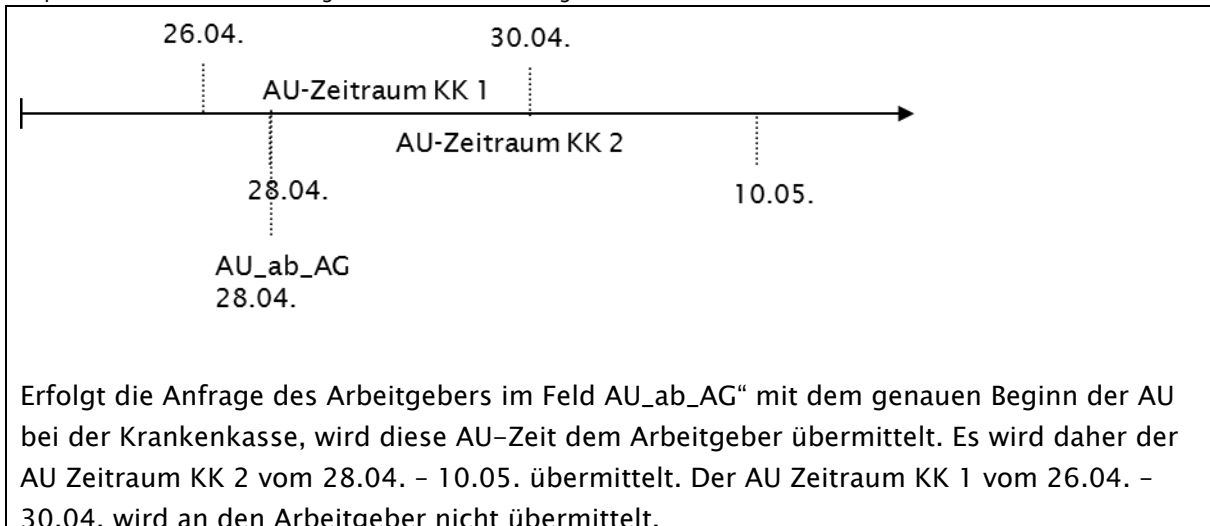 26.04.
30.04.
AU-Zeitraum KK 1
AU-Zeitraum KK 2
28.04.
10.05.
AU_ab_AG
28.04.
Erfolgt die Anfrage des Arbeitgebers im Feld AU_ab_AG“ mit dem genauen Beginn der AU
bei der Krankenkasse, wird diese AU-Zeit dem Arbeitgeber übermittelt. Es wird daher der
AU Zeitraum KK 2 vom 28.04. – 10.05. übermittelt. Der AU Zeitraum KK 1 vom 26.04. –
30.04. wird an den Arbeitgeber nicht übermittelt.